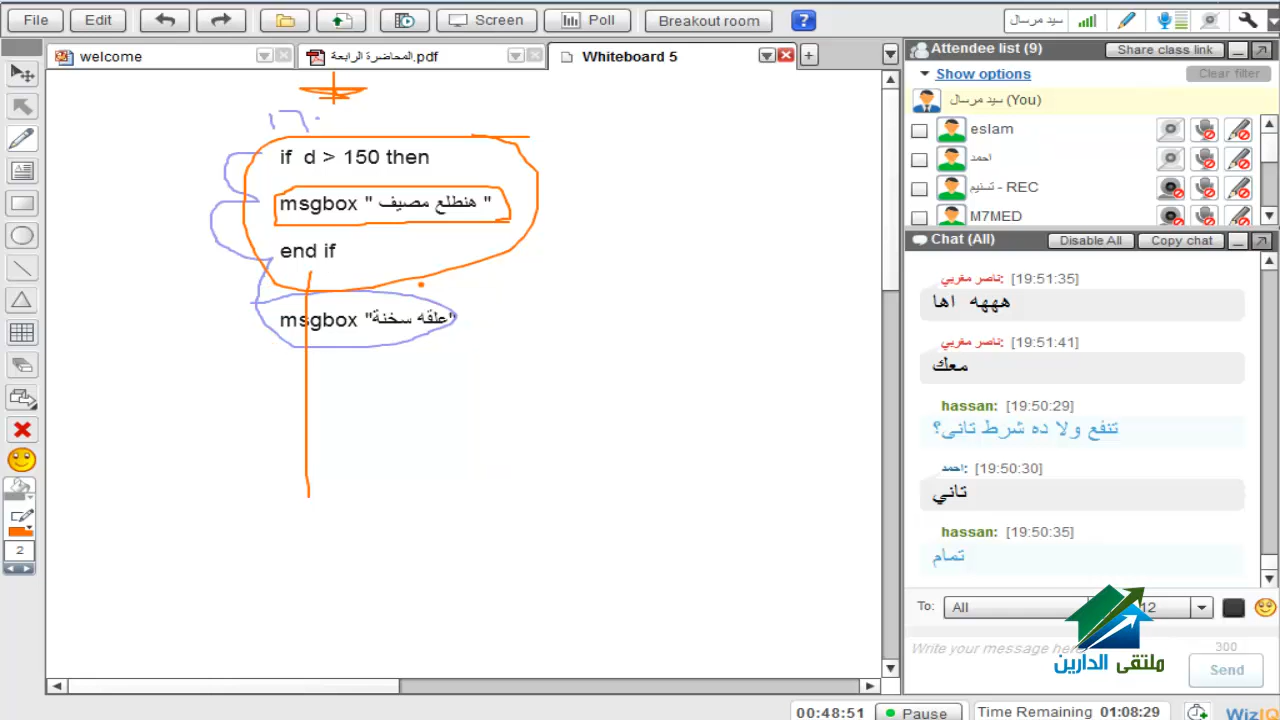 File Edit Screen Poll Breakout room ? سيد مرسال
welcome المحاضرة الرابعة.pdf Whiteboard 5 +
١٦٠
if d > 150 then
msgbox " هنطلع مصيف "
end if
msgbox "علقه سخنة"
2
Attendee list (9) Share class link
Show options Clear filter
سيد مرسال (You)
eslam
احمد
تسنيم - REC
M7MED
Chat (All) Disable All Copy chat
ناصر مغربي: [19:51:35]
هههه اها
ناصر مغربي: [19:51:41]
معك
hassan: [19:50:29]
تنفع ولا ده شرط تانى؟
احمد: [19:50:30]
تاني
hassan: [19:50:35]
تمام
To: All 12
Write your message here 300
Send
ملتقى الدارين
00:48:51 Pause Time Remaining 01:08:29 WizIQ